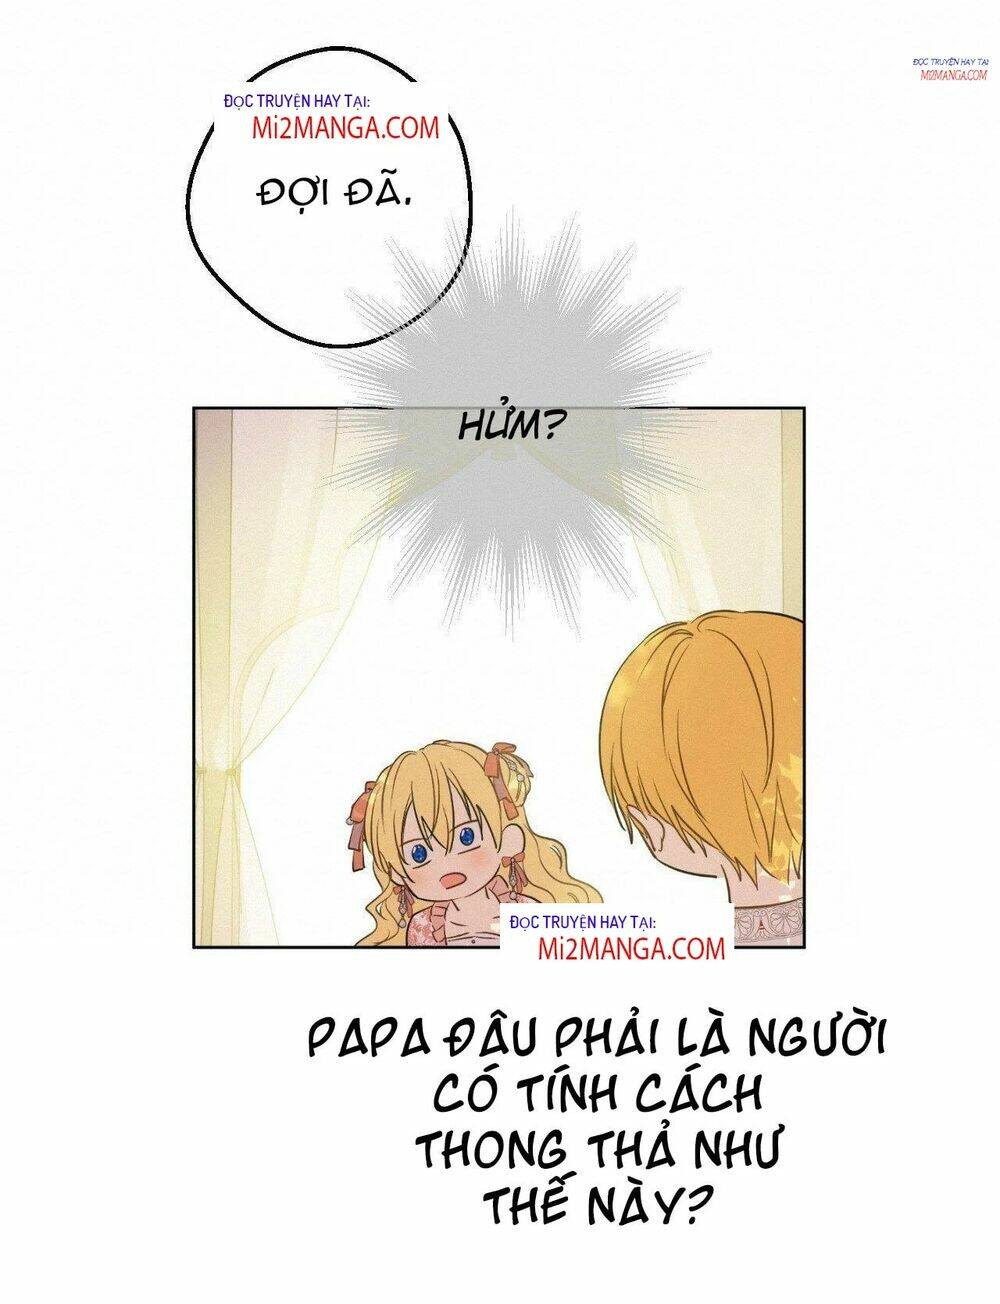 ĐỌC TRUYỆN HAY TẠI:
Mi2MANGA.COM
ĐỌC TRUYỆN HAY TẠI:
Mi2MANGA.COM
ĐỢI ĐÃ.
HỬM?
ĐỌC TRUYỆN HAY TẠI:
Mi2MANGA.COM
PAPA ĐÂU PHẢI LÀ NGƯỜI
CÓ TÍNH CÁCH
THONG THẢ NHƯ
THẾ NÀY?